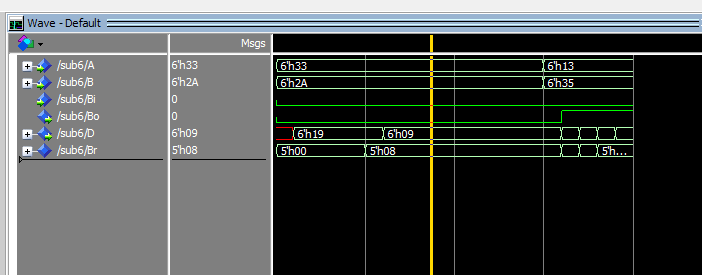 Wave - Default
Msgs
/sub6/A 6'h33 6'h33 6'h13
/sub6/B 6'h2A 6'h2A 6'h35
/sub6/Bi 0
/sub6/Bo 0
/sub6/D 6'h09 6'h19 6'h09
/sub6/Br 5'h08 5'h00 5'h08 5'h...